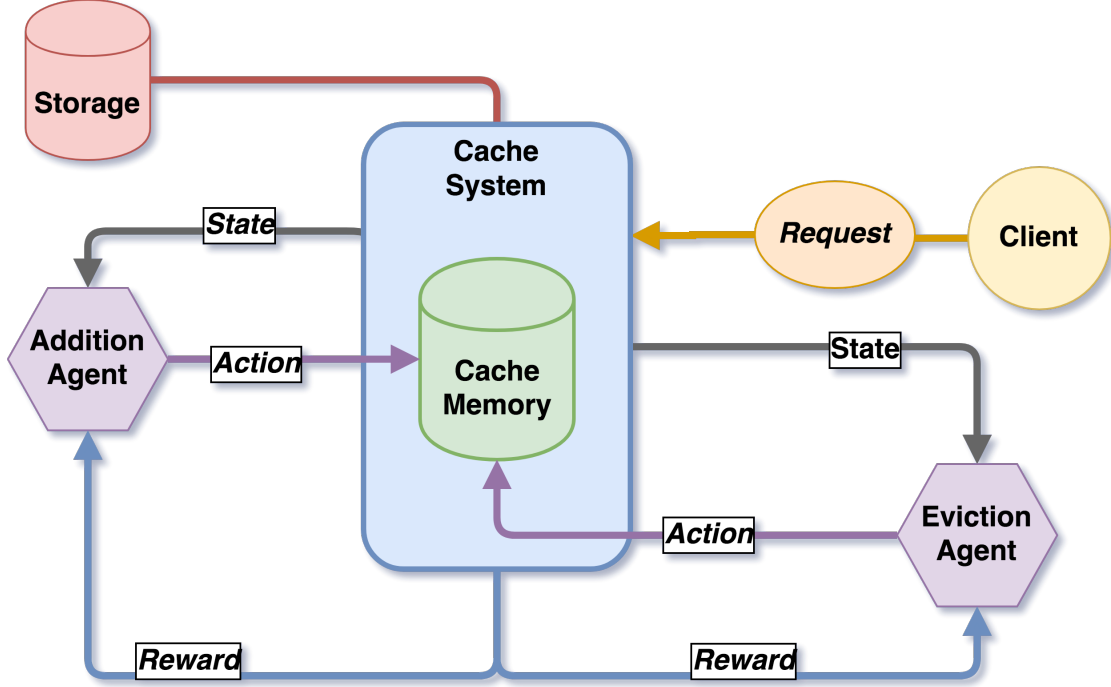 Storage
Cache
System
State
Request
Client
Addition
Agent
Action
Cache
Memory
State
Eviction
Agent
Action
Reward
Reward